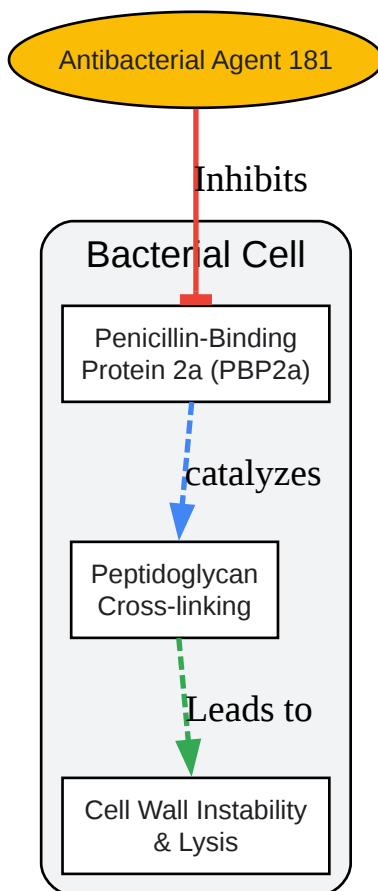 Antibacterial Agent 181
Inhibits
Bacterial Cell
Penicillin-Binding
Protein 2a (PBP2a)
catalyzes
Peptidoglycan
Cross-linking
Leads to
Cell Wall Instability
& Lysis